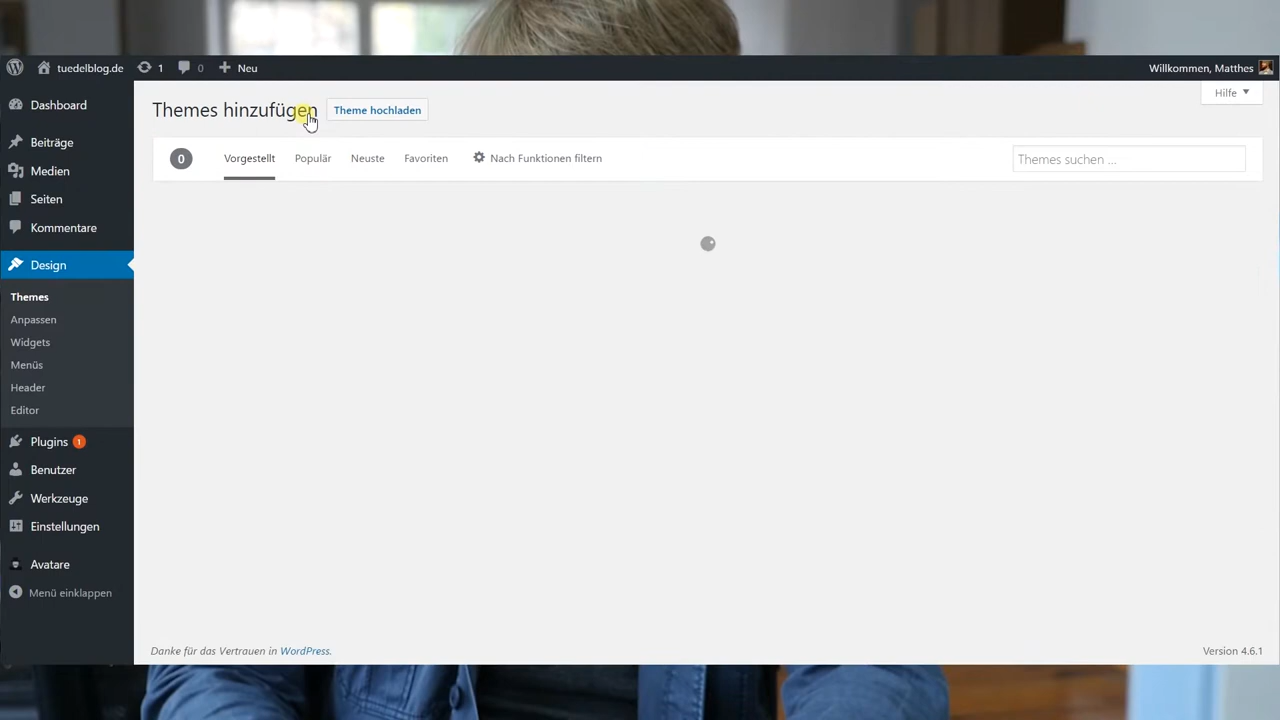 tuedelblog.de 1 0 Neu Willkommen, Matthes
Hilfe
Themes hinzufügen Theme hochladen
0 Vorgestellt Populär Neuste Favoriten Nach Funktionen filtern Themes suchen ...
Dashboard
Beiträge
Medien
Seiten
Kommentare
Design
Themes
Anpassen
Widgets
Menüs
Header
Editor
Plugins 1
Benutzer
Werkzeuge
Einstellungen
Avatare
Menü einklappen
Danke für das Vertrauen in WordPress. Version 4.6.1